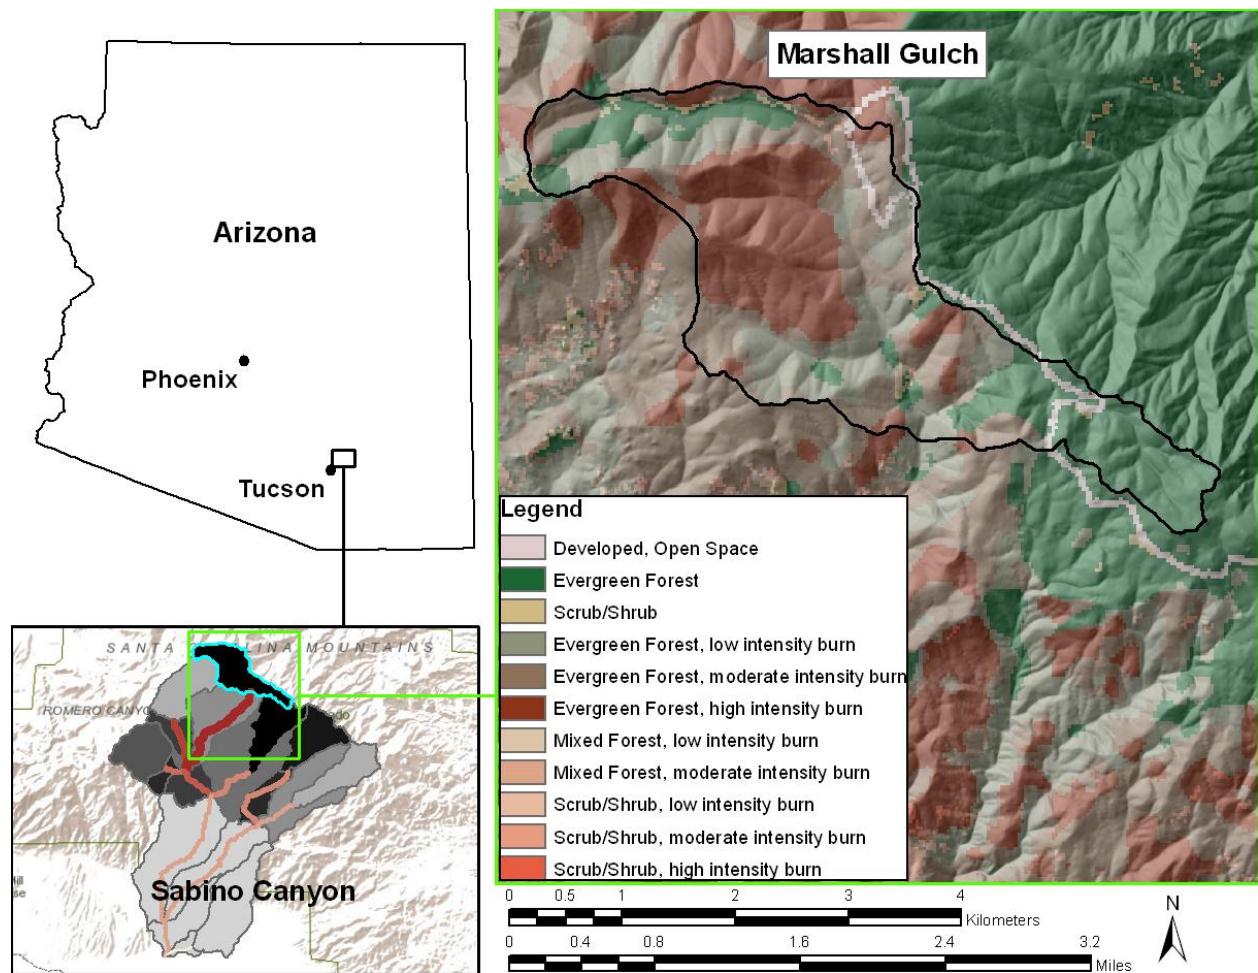 Marshall Gulch
Arizona
Phoenix
Tucson
Legend
Developed, Open Space
Evergreen Forest
Scrub/Shrub
Evergreen Forest, low intensity burn
Evergreen Forest, moderate intensity burn
Evergreen Forest, high intensity burn
Mixed Forest, low intensity burn
Mixed Forest, moderate intensity burn
Scrub/Shrub, low intensity burn
Scrub/Shrub, moderate intensity burn
Scrub/Shrub, high intensity burn
SANTA LINA MOUNTAINS
ROMERO CANYO
do
Sabino Canyon
0 0.5 1 2 3 4
Kilometers
0 0.4 0.8 1.6 2.4 3.2
Miles
N